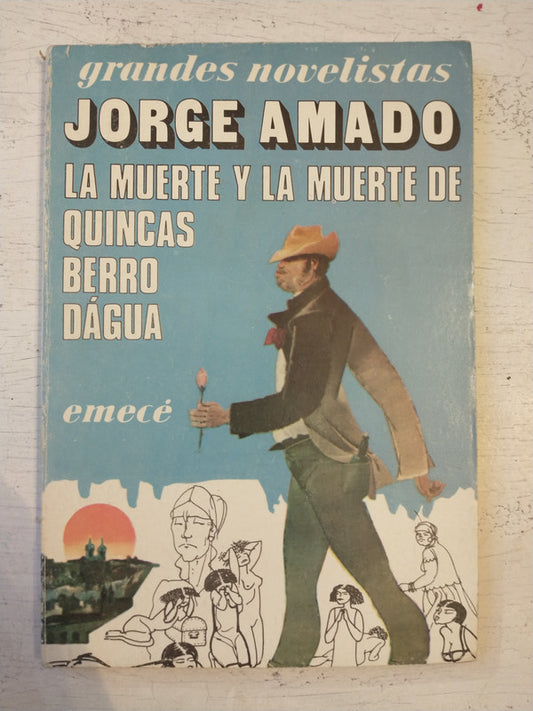 grandes novelistas
JORGE AMADO
LA MUERTE Y LA MUERTE DE
QUINCAS
BERRO
DÁGUA
emecé